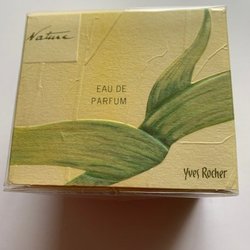 Nature
EAU DE
PARFUM
Yves Rocher